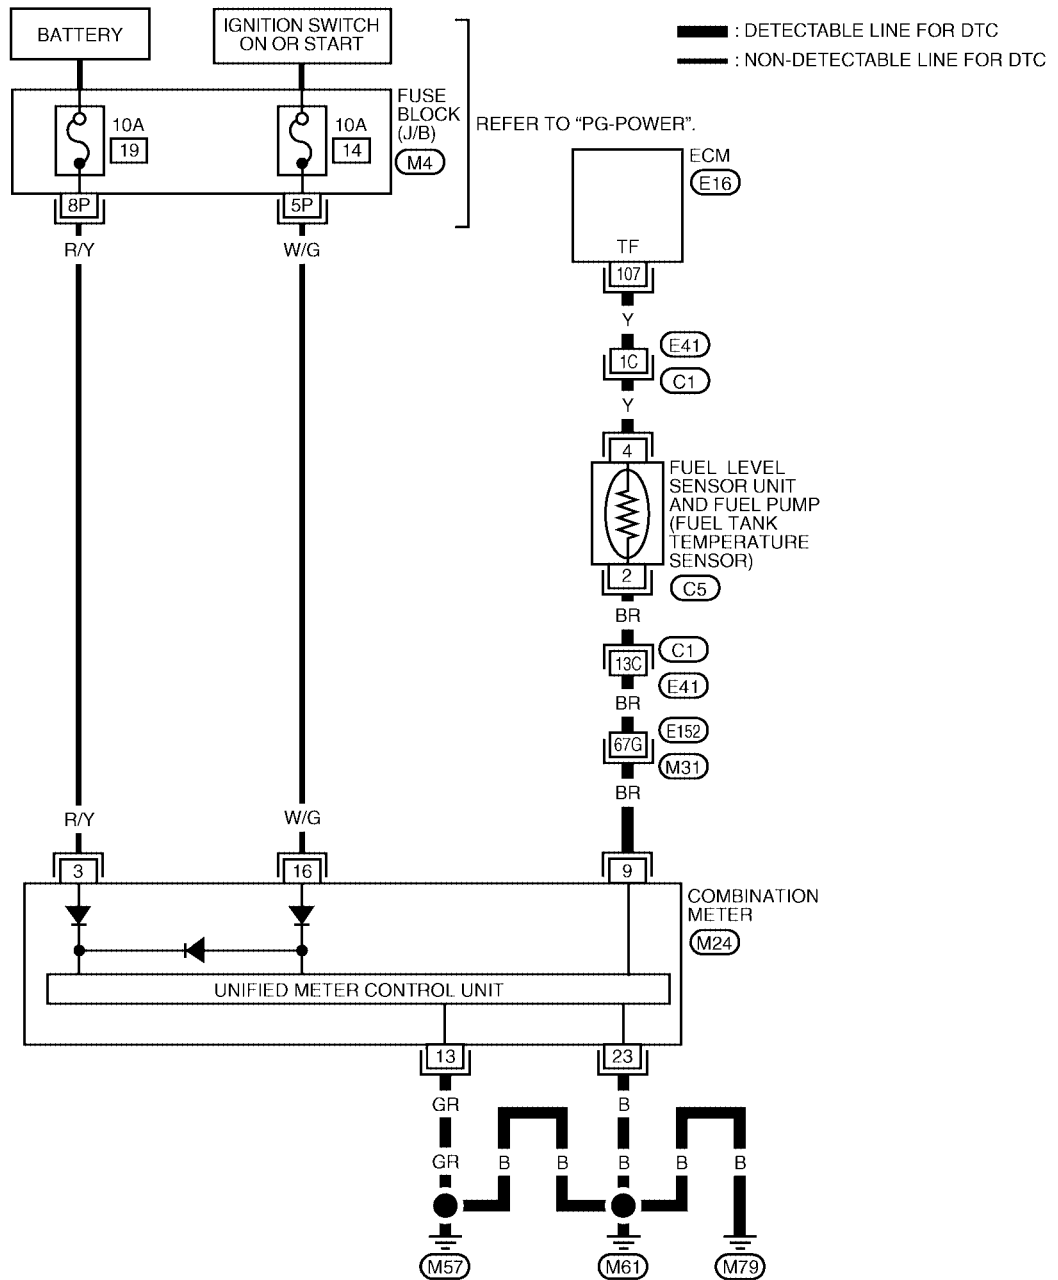 BATTERY
IGNITION SWITCH
ON OR START
: DETECTABLE LINE FOR DTC
: NON-DETECTABLE LINE FOR DTC
FUSE
BLOCK
(J/B)
M4
10A
19
10A
14
REFER TO “PG-POWER”.
8P
5P
R/Y
W/G
ECM
E16
TF
107
Y
1C
E41
C1
Y
4
FUEL LEVEL
SENSOR UNIT
AND FUEL PUMP
(FUEL TANK
TEMPERATURE
SENSOR)
2
C5
BR
13C
C1
E41
BR
67G
E152
M31
BR
R/Y
W/G
3
16
9
COMBINATION
METER
M24
UNIFIED METER CONTROL UNIT
13
23
GR
B
GR
B
B
B
B
B
M57
M61
M79